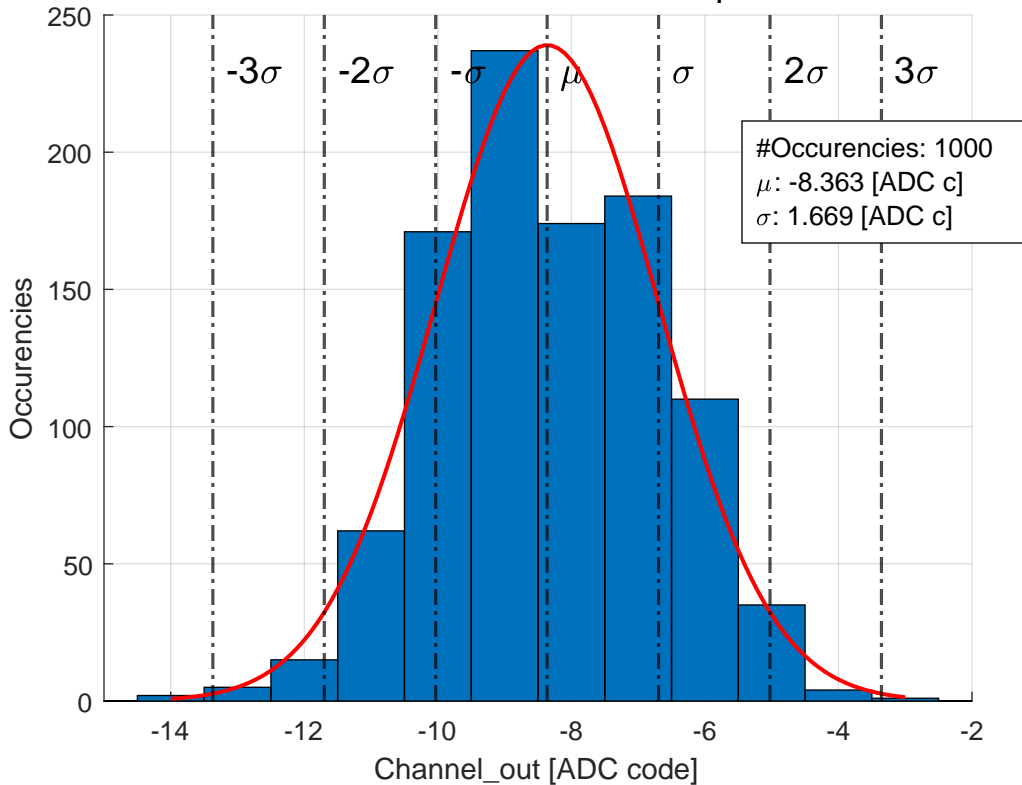 250
200
150
100
50
0
-3σ -2σ -σ μ σ 2σ 3σ
#Occurencies: 1000
μ: -8.363 [ADC c]
σ: 1.669 [ADC c]
Occurencies
-14 -12 -10 -8 -6 -4 -2
Channel_out [ADC code]